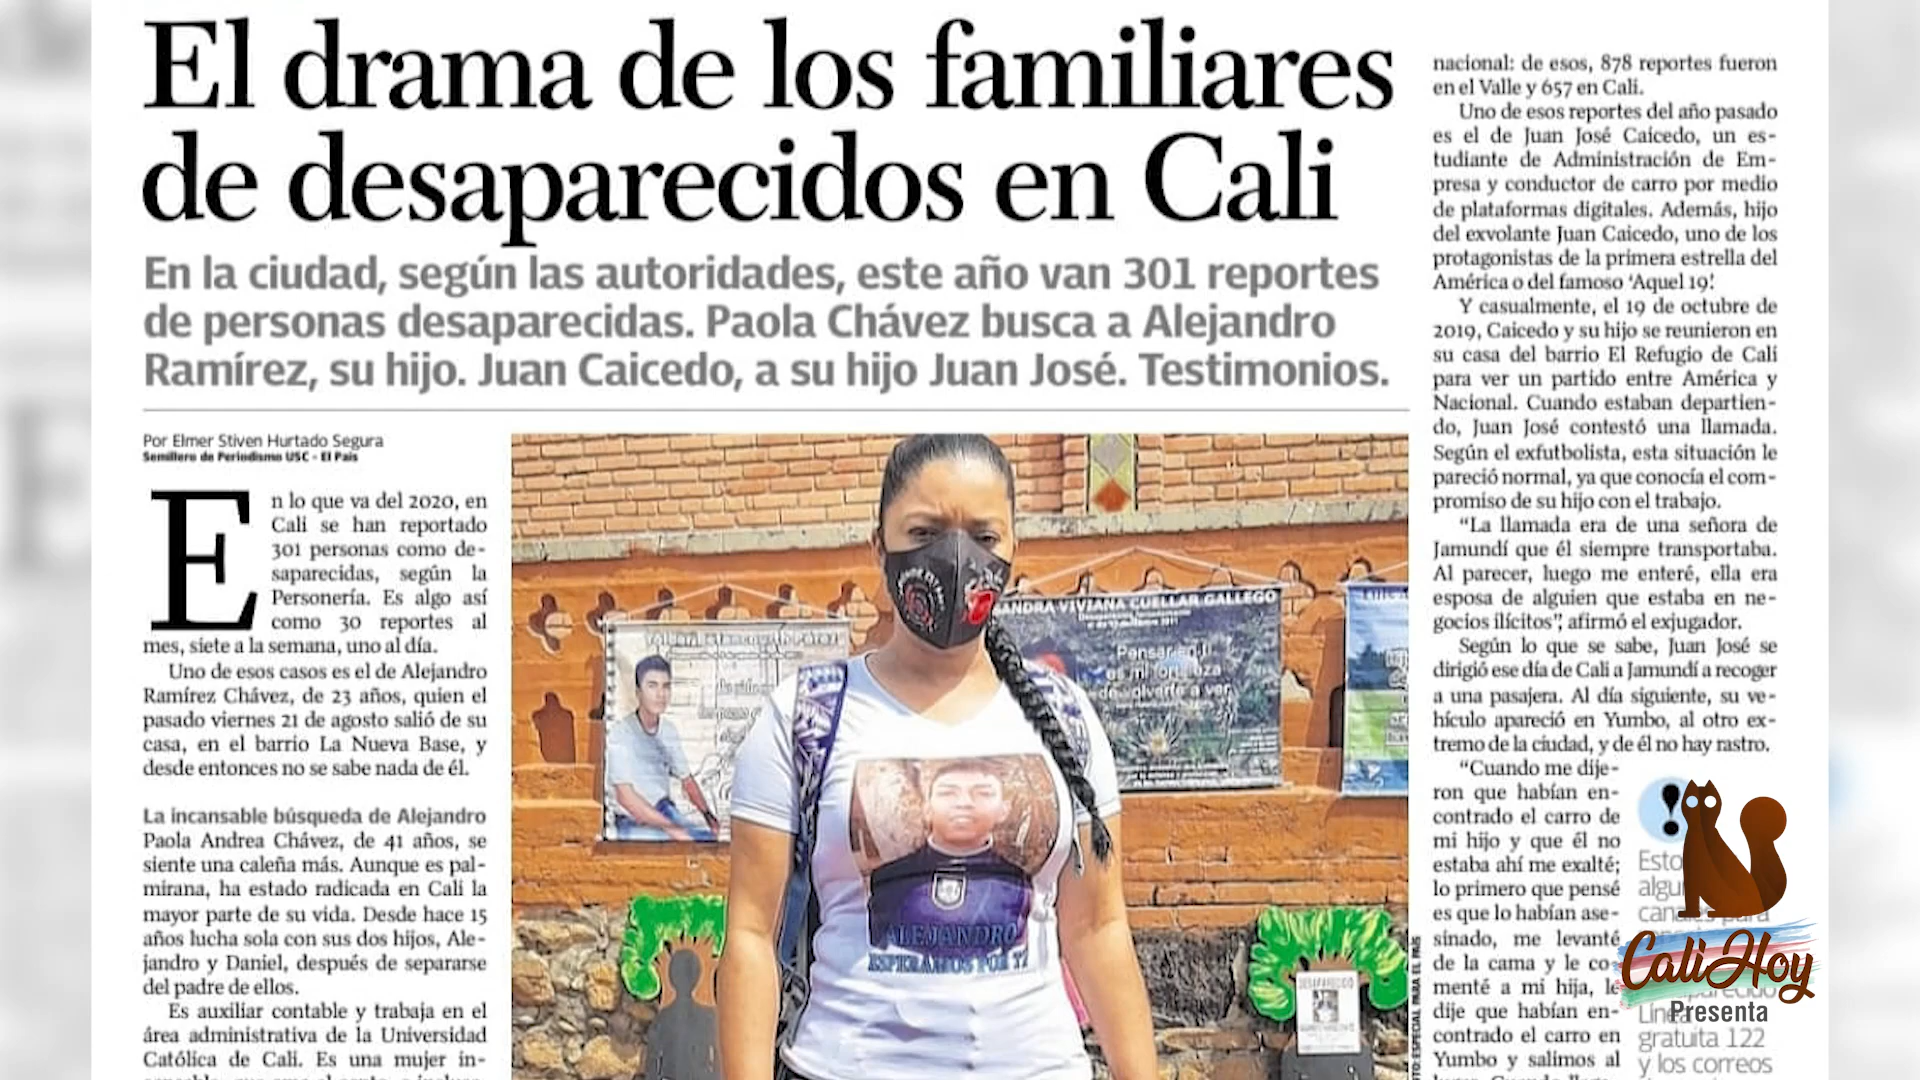 El drama de los familiares
de desaparecidos en Cali
En la ciudad, según las autoridades, este año van 301 reportes
de personas desaparecidas. Paola Chávez busca a Alejandro
Ramírez, su hijo. Juan Caicedo, a su hijo Juan José. Testimonios.
Por Elmer Stiven Hurtado Segura
Semillero de Periodismo USC - El País
En lo que va del 2020, en
Cali se han reportado
301 personas como de-
saparecidas, según la
Personería. Es algo así
como 30 reportes al
mes, siete a la semana, uno al día.
Uno de esos casos es el de Alejandro
Ramírez Chávez, de 23 años, quien el
pasado viernes 21 de agosto salió de su
casa, en el barrio La Nueva Base, y
desde entonces no se sabe nada de él.
La incansable búsqueda de Alejandro
Paola Andrea Chávez, de 41 años, se
siente una caleña más. Aunque es pal-
mirana, ha estado radicada en Cali la
mayor parte de su vida. Desde hace 15
años lucha sola con sus dos hijos, Ale-
jandro y Daniel, después de separarse
del padre de ellos.
Es auxiliar contable y trabaja en el
área administrativa de la Universidad
Católica de Cali. Es una mujer in-
SANDRA VIVIANA CUELLAR GALLEGO
Pensar en ti
es mi fortaleza
de volverte a ver
ALEJANDRO
ESPERAMOS POR TI
DESAPARECIDO
FOTO: ESPECIAL PARA EL PAÍS
nacional: de esos, 878 reportes fueron
en el Valle y 657 en Cali.
Uno de esos reportes del año pasado
es el de Juan José Caicedo, un es-
tudiante de Administración de Em-
presa y conductor de carro por medio
de plataformas digitales. Además, hijo
del exvolante Juan Caicedo, uno de los
protagonistas de la primera estrella del
América o del famoso ‘Aquel 19’.
Y casualmente, el 19 de octubre de
2019, Caicedo y su hijo se reunieron en
su casa del barrio El Refugio de Cali
para ver un partido entre América y
Nacional. Cuando estaban departien-
do, Juan José contestó una llamada.
Según el exfutbolista, esta situación le
pareció normal, ya que conocía el com-
promiso de su hijo con el trabajo.
“La llamada era de una señora de
Jamundí que él siempre transportaba.
Al parecer, luego me enteré, ella era
esposa de alguien que estaba en ne-
gocios ilícitos”, afirmó el exjugador.
Según lo que se sabe, Juan José se
dirigió ese día de Cali a Jamundí a recoger
a una pasajera. Al día siguiente, su ve-
hículo apareció en Yumbo, al otro ex-
tremo de la ciudad, y de él no hay rastro.
“Cuando me dije-
ron que habían en-
contrado el carro de
mi hijo y que él no
estaba ahí me exalté;
lo primero que pensé
es que lo habían ase-
sinado, me levanté
de la cama y le co-
menté a mi hija, le
dije que habían en-
contrado el carro en
Yumbo y salimos al
!
para
gratuita 122
y los correos
Cali Hoy
Presenta